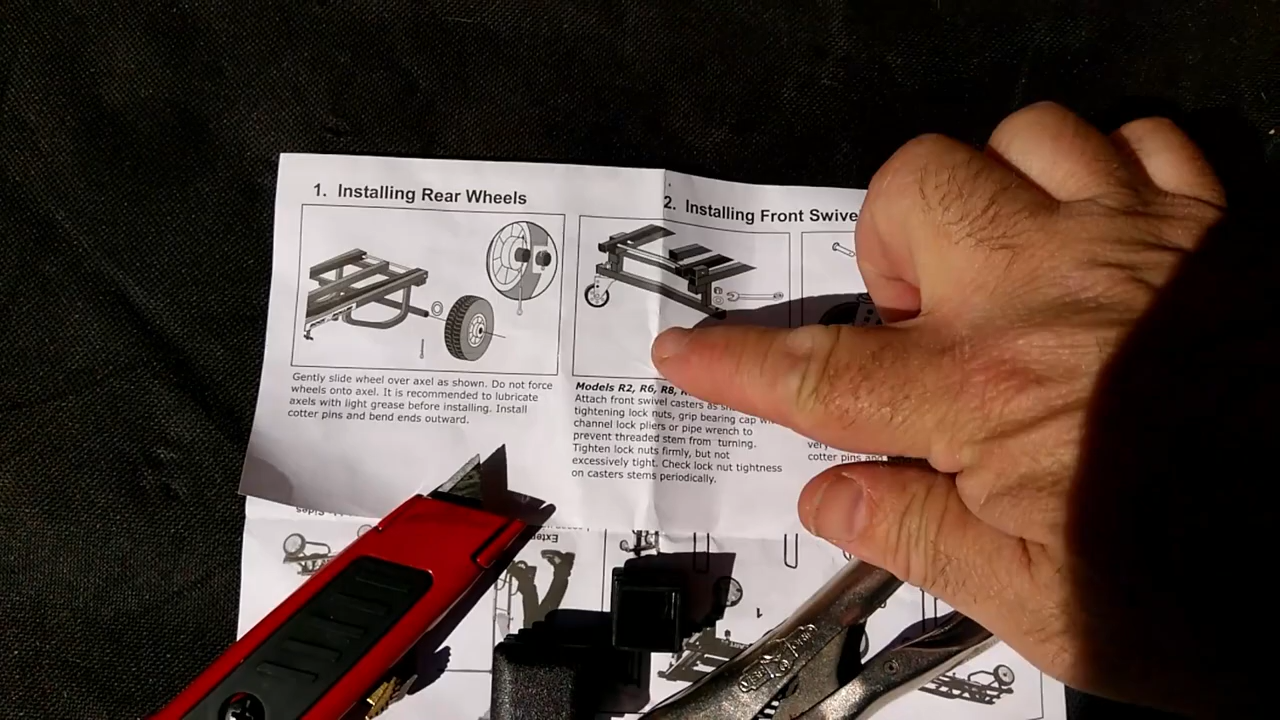 1. Installing Rear Wheels
2. Installing Front Swive
Gently slide wheel over axel as shown. Do not force
wheels onto axel. It is recommended to lubricate
axels with light grease before installing. Install
cotter pins and bend ends outward.
Models R2, R6, R8,
Attach front swivel casters as
tightening lock nuts, grip bearing cap
channel lock pliers or pipe wrench to
prevent threaded stem from turning.
Tighten lock nuts firmly, but not
excessively tight. Check lock nut tightness
on casters stems periodically.
very
cotter pins and
Sides
Exte
1